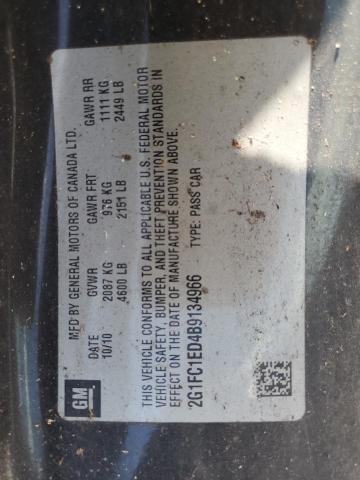 GM
MFD BY GENERAL MOTORS OF CANADA LTD.
DATE GVWR GAWR FRT GAWR RR
10/10 2087 KG 976 KG 1111 KG
4600 LB 2151 LB 2449 LB
THIS VEHICLE CONFORMS TO ALL APPLICABLE U.S. FEDERAL MOTOR
VEHICLE SAFETY, BUMPER, AND THEFT PREVENTION STANDARDS IN
EFFECT ON THE DATE OF MANUFACTURE SHOWN ABOVE.
2G1FC1ED4B9134966 TYPE: PASS CAR